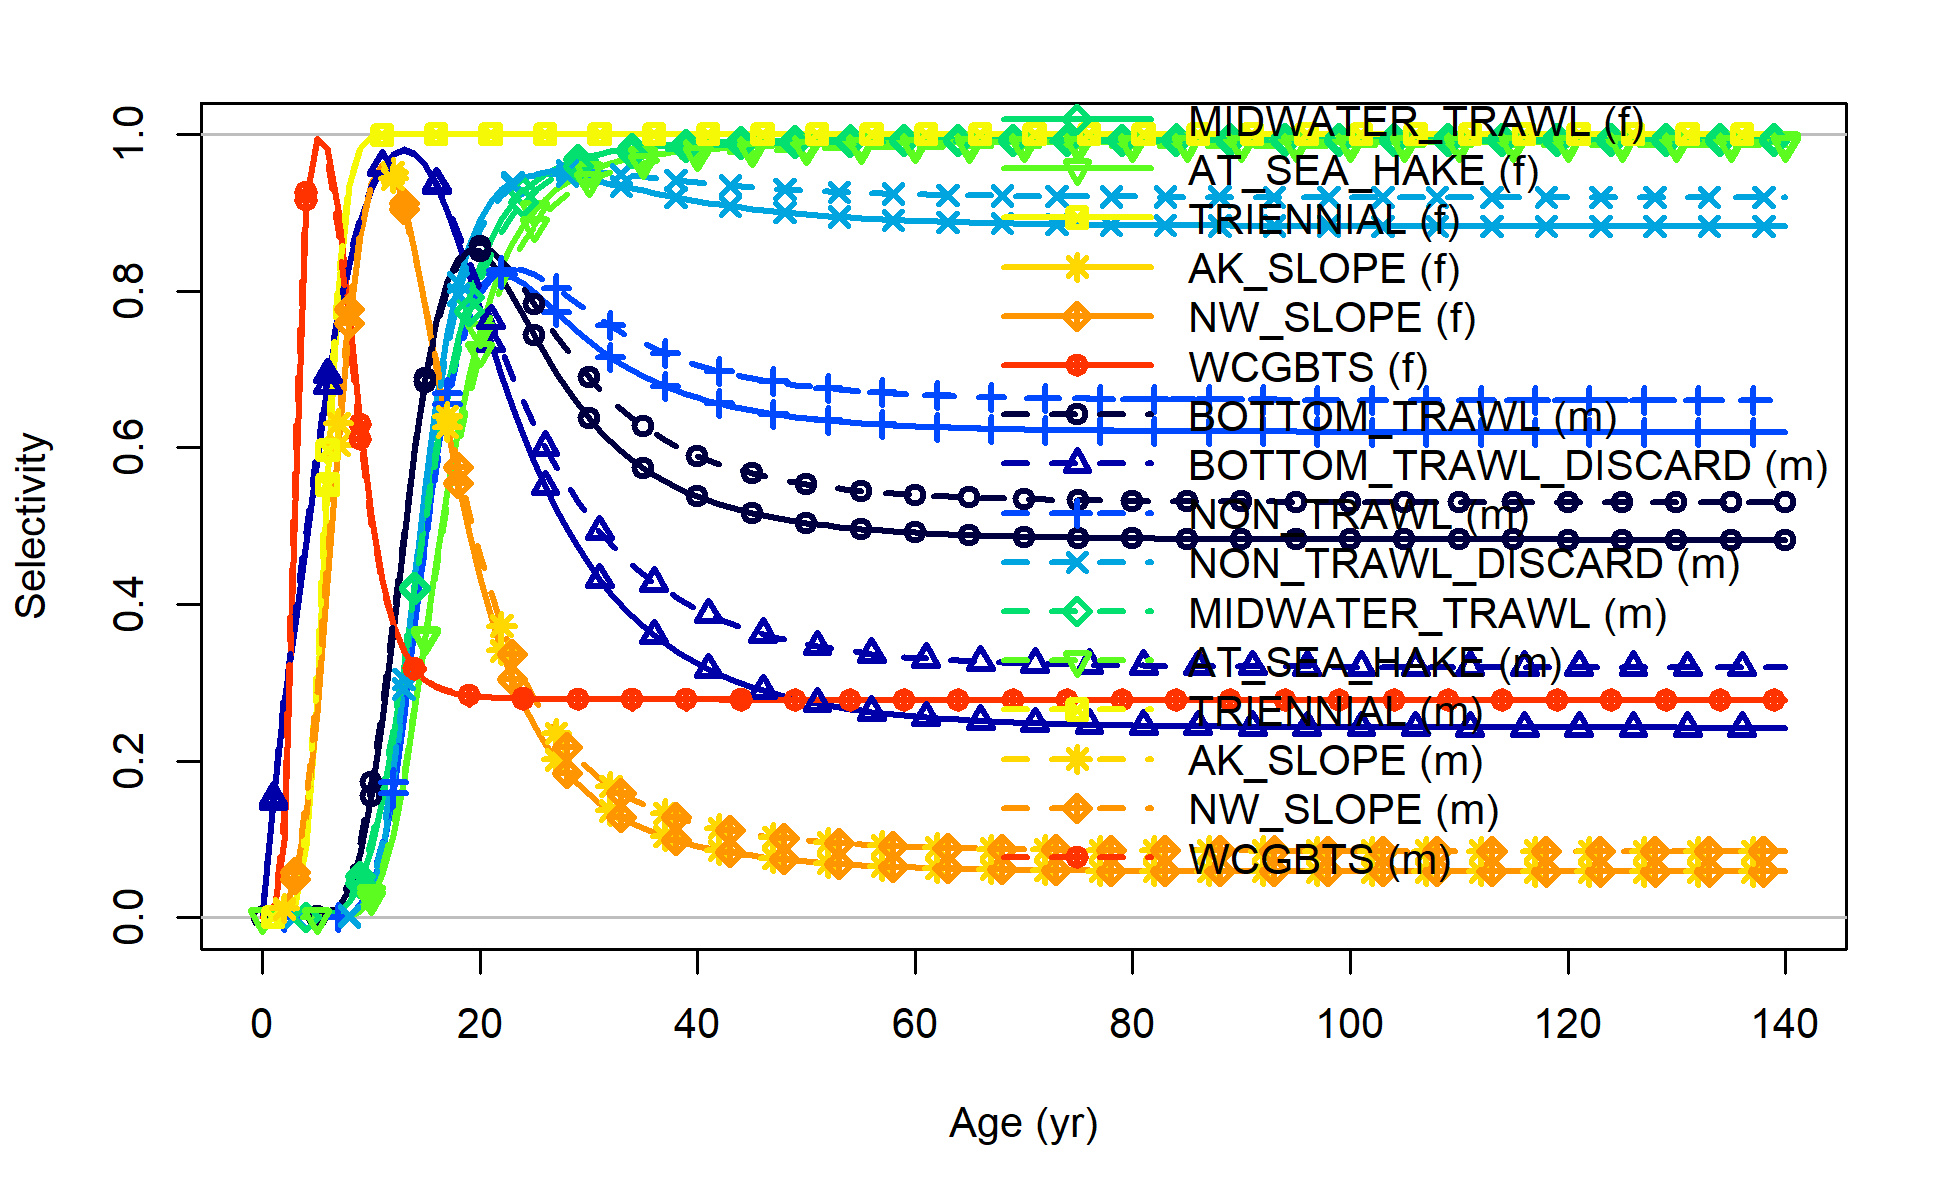 MIDWATER_TRAWL (f)
AT_SEA_HAKE (f)
TRIENNIAL (f)
AK_SLOPE (f)
NW_SLOPE (f)
WCGBTS (f)
BOTTOM_TRAWL (m)
BOTTOM_TRAWL_DISCARD (m)
NON_TRAWL (m)
NON_TRAWL_DISCARD (m)
MIDWATER_TRAWL (m)
AT_SEA_HAKE (m)
TRIENNIAL (m)
AK_SLOPE (m)
NW_SLOPE (m)
WCGBTS (m)
Selectivity
1.0
0.8
0.6
0.4
0.2
0.0
0 20 40 60 80 100 120 140
Age (yr)